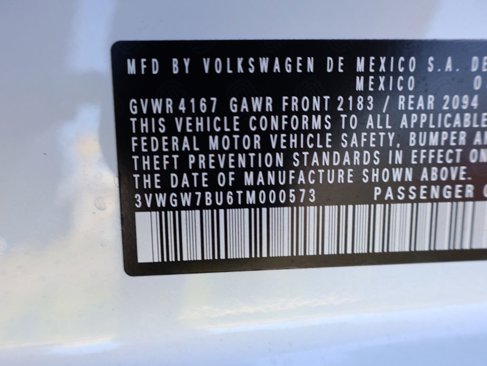 MFD BY VOLKSWAGEN DE MEXICO S.A. DE
MEXICO
GVWR 4167 GAWR FRONT 2183 / REAR 2094
THIS VEHICLE CONFORMS TO ALL APPLICABLE
FEDERAL MOTOR VEHICLE SAFETY, BUMPER
THEFT PREVENTION STANDARDS IN EFFECT ON
THE DATE OF MANUFACTURE SHOWN ABOVE.
3VWGW7BU6TM000573 PASSENGER